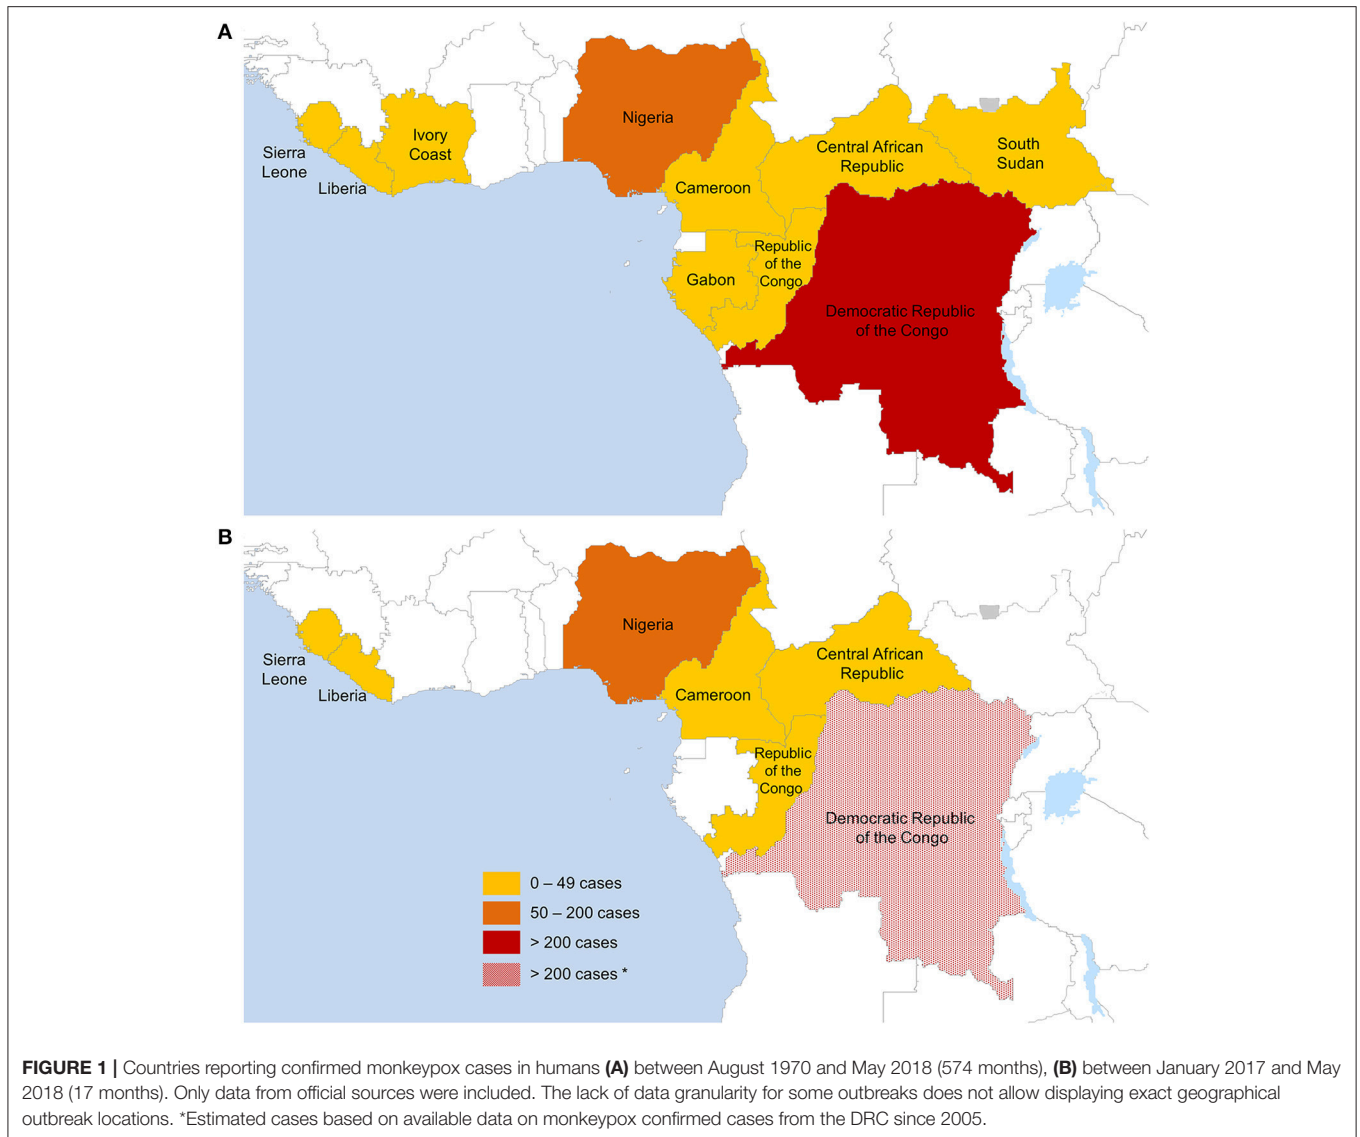 A
Nigeria
Ivory
Coast
Sierra
Leone
Liberia
Cameroon
Central African
Republic
South
Sudan
Republic
of the
Congo
Gabon
Democratic Republic
of the Congo
B
Nigeria
Sierra
Leone
Liberia
Cameroon
Central African
Republic
Republic
of the
Congo
Democratic Republic
of the Congo
0 – 49 cases
50 – 200 cases
> 200 cases
> 200 cases *
FIGURE 1 | Countries reporting confirmed monkeypox cases in humans (A) between August 1970 and May 2018 (574 months), (B) between January 2017 and May
2018 (17 months). Only data from official sources were included. The lack of data granularity for some outbreaks does not allow displaying exact geographical
outbreak locations. *Estimated cases based on available data on monkeypox confirmed cases from the DRC since 2005.